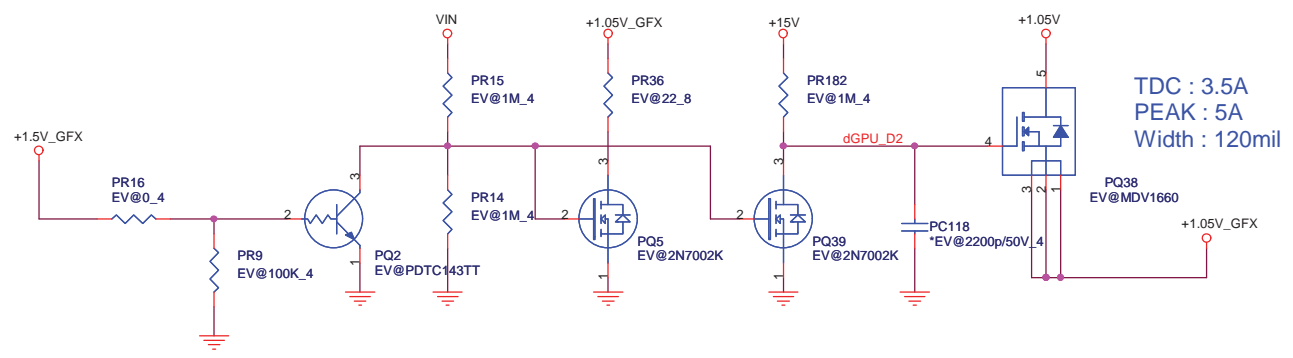 VIN
+1.05V_GFX
+15V
+1.05V
PR15
EV@1M_4
PR36
EV@22_8
PR182
EV@1M_4
5
TDC : 3.5A
PEAK : 5A
Width : 120mil
+1.5V_GFX
dGPU_D2
4
PR16
EV@0_4
3
3
3
PR14
EV@1M_4
2
2
2
PQ38
EV@MDV1660
3
2
1
PC118
*EV@2200p/50V_4
+1.05V_GFX
PR9
EV@100K_4
PQ2
EV@PDTC143TT
1
PQ5
EV@2N7002K
1
PQ39
EV@2N7002K
1